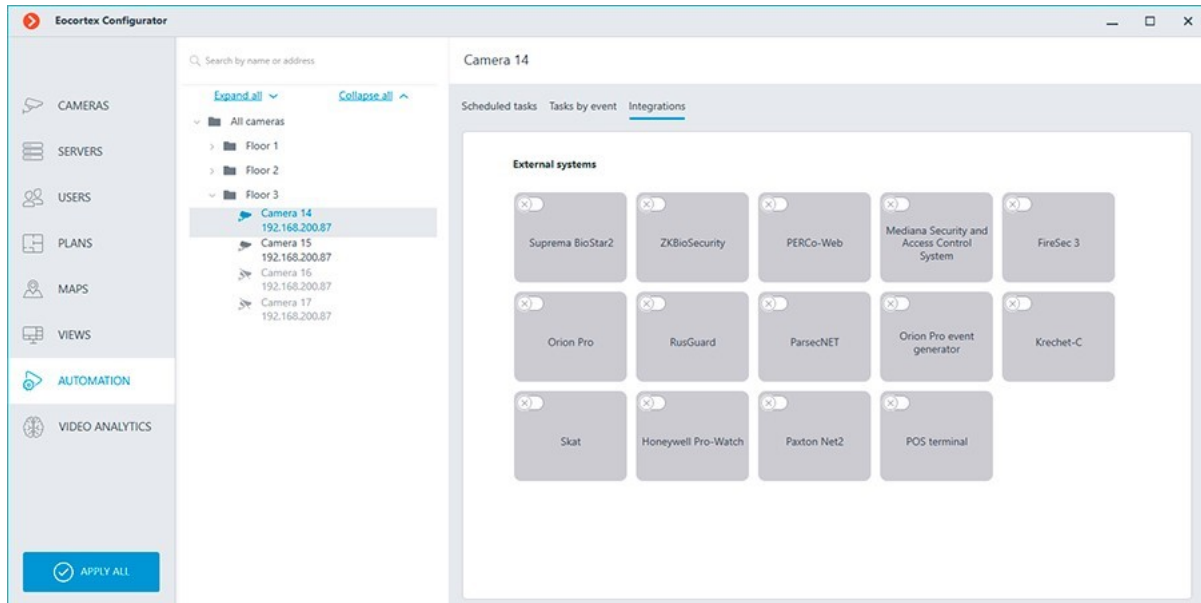 Eocortex Configurator
CAMERAS
SERVERS
USERS
PLANS
MAPS
VIEWS
AUTOMATION
VIDEO ANALYTICS
APPLY ALL
Search by name or address
Expand all
Collapse all
All cameras
Floor 1
Floor 2
Floor 3
Camera 14
192.168.200.87
Camera 15
192.168.200.87
Camera 16
192.168.200.87
Camera 17
192.168.200.87
Camera 14
Scheduled tasks Tasks by event Integrations
External systems
Suprema BioStar2
ZKBioSecurity
PERCo-Web
Mediana Security and
Access Control
System
FireSec 3
Orion Pro
RusGuard
ParsecNET
Orion Pro event
generator
Krechet-C
Skat
Honeywell Pro-Watch
Paxton Net2
POS terminal